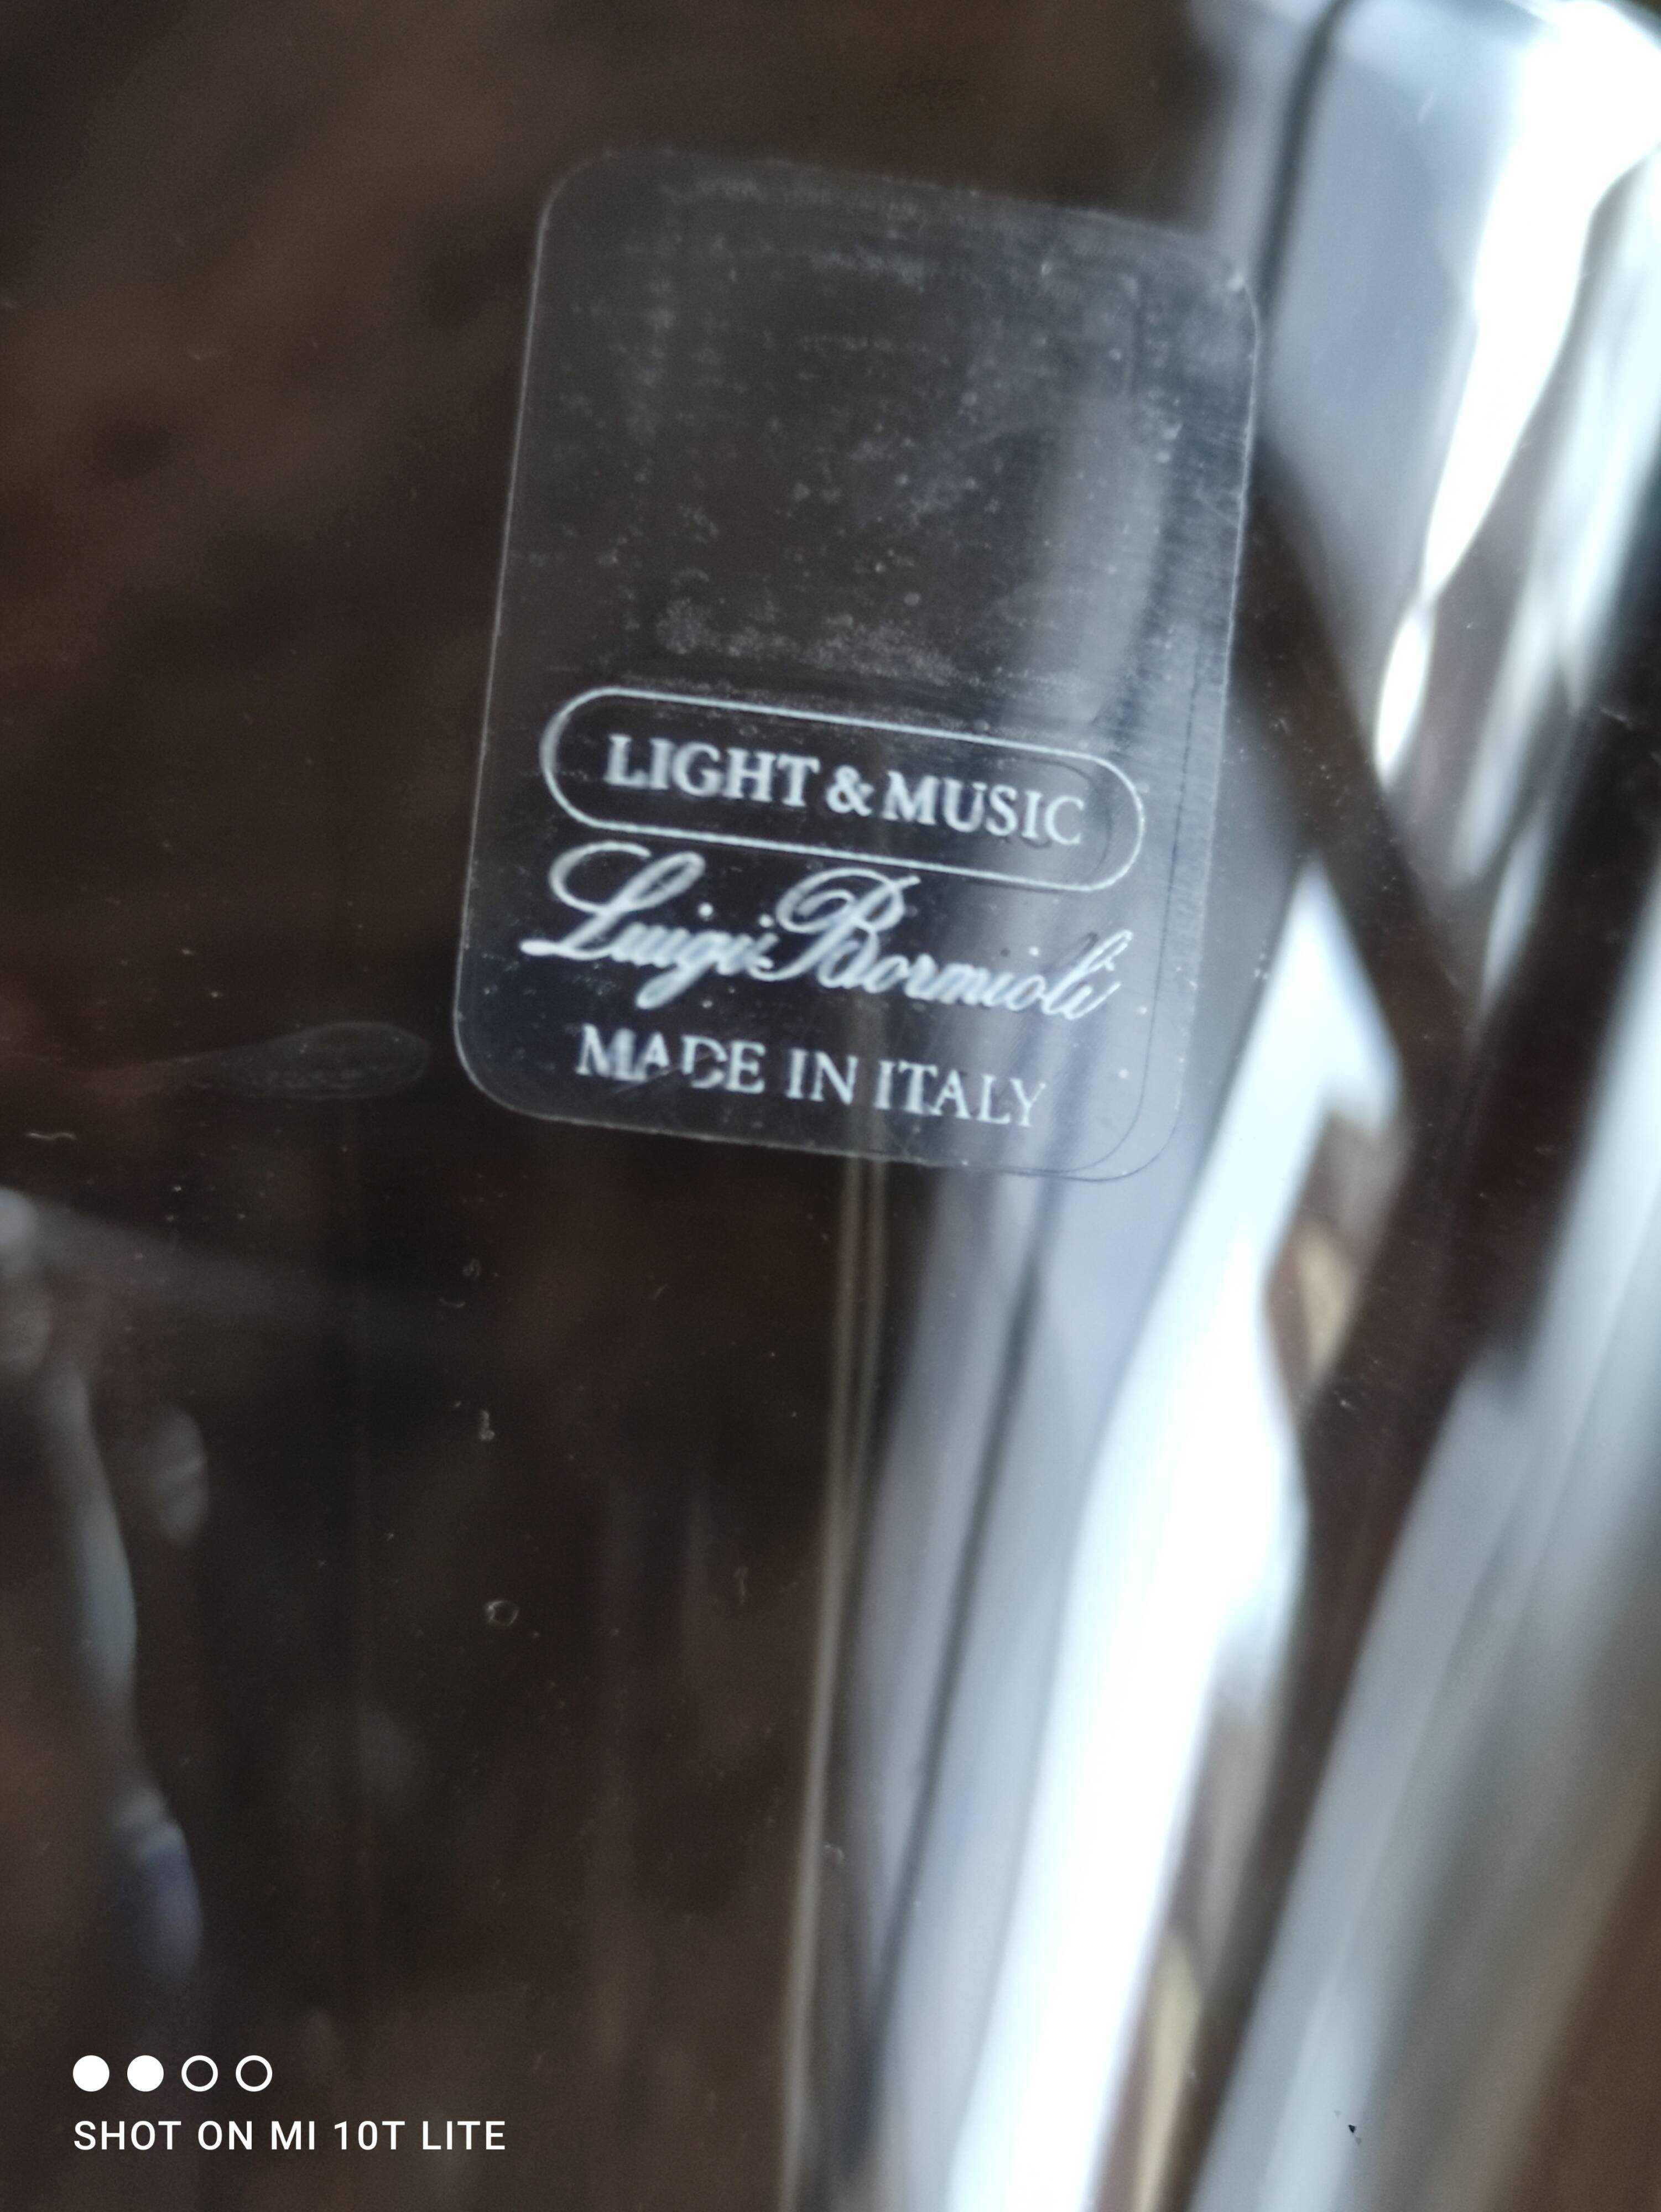 LIGHT & MUSIC
Luigi Bormioli
MADE IN ITALY
SHOT ON MI 10T LITE